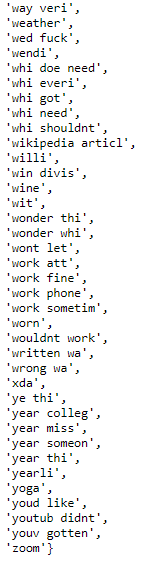 'way veri',
'weather',
'wed fuck',
'wendi',
'whi doe need',
'whi everi',
'whi got',
'whi need',
'whi shouldnt',
'wikipedia articl',
'willi',
'win divis',
'wine',
'wit',
'wonder thi',
'wonder whi',
'wont let',
'work att',
'work fine',
'work phone',
'work sometim',
'worn',
'wouldnt work',
'written wa',
'wrong wa',
'xda',
'ye thi',
'year colleg',
'year miss',
'year someon',
'year thi',
'yearli',
'yoga',
'youd like',
'youtub didnt',
'youv gotten',
'zoom'}